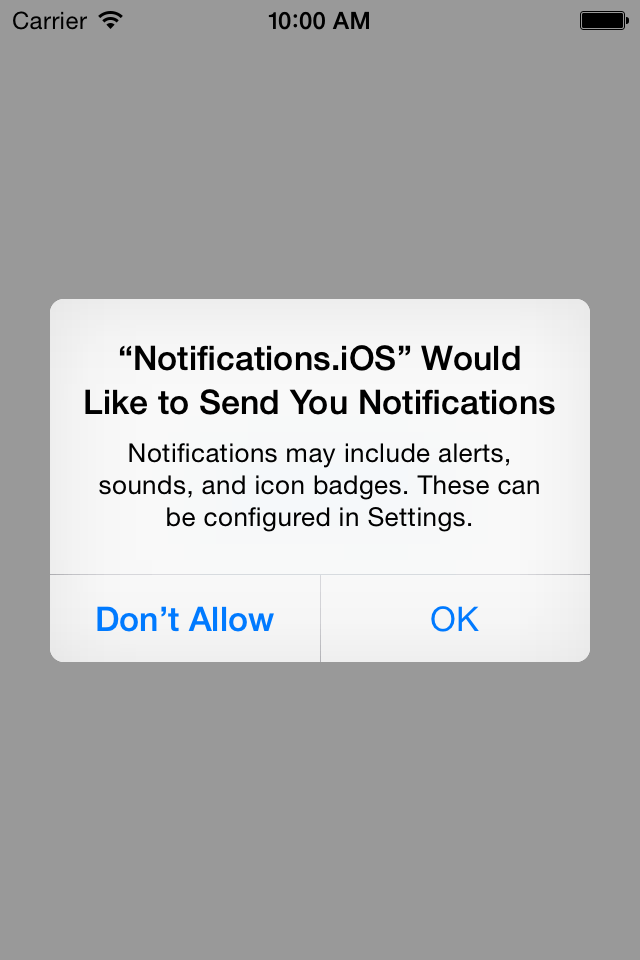 Carrier 10:00 AM
“Notifications.iOS” Would
Like to Send You Notifications
Notifications may include alerts,
sounds, and icon badges. These can
be configured in Settings.
Don’t Allow OK